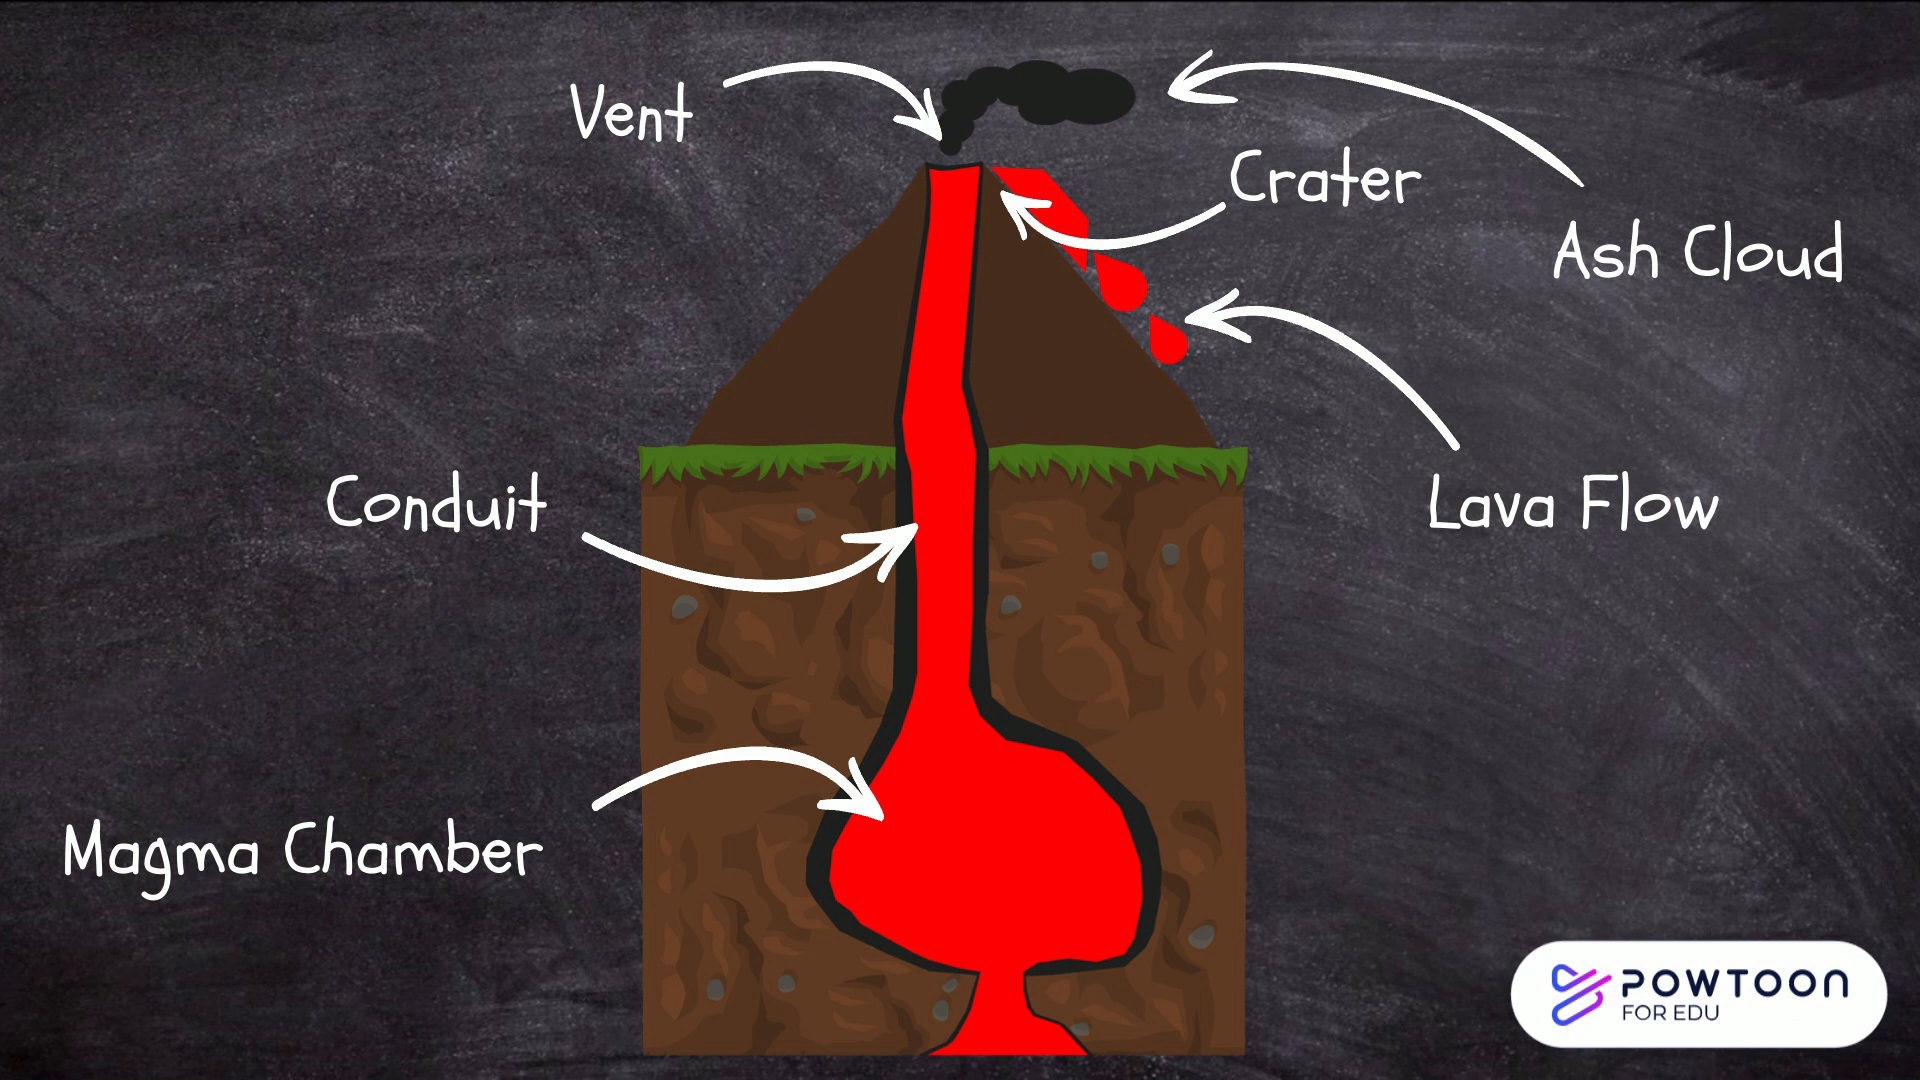 Vent
Crater
Ash Cloud
Conduit
Lava Flow
Magma Chamber
POWTOON
FOR EDU